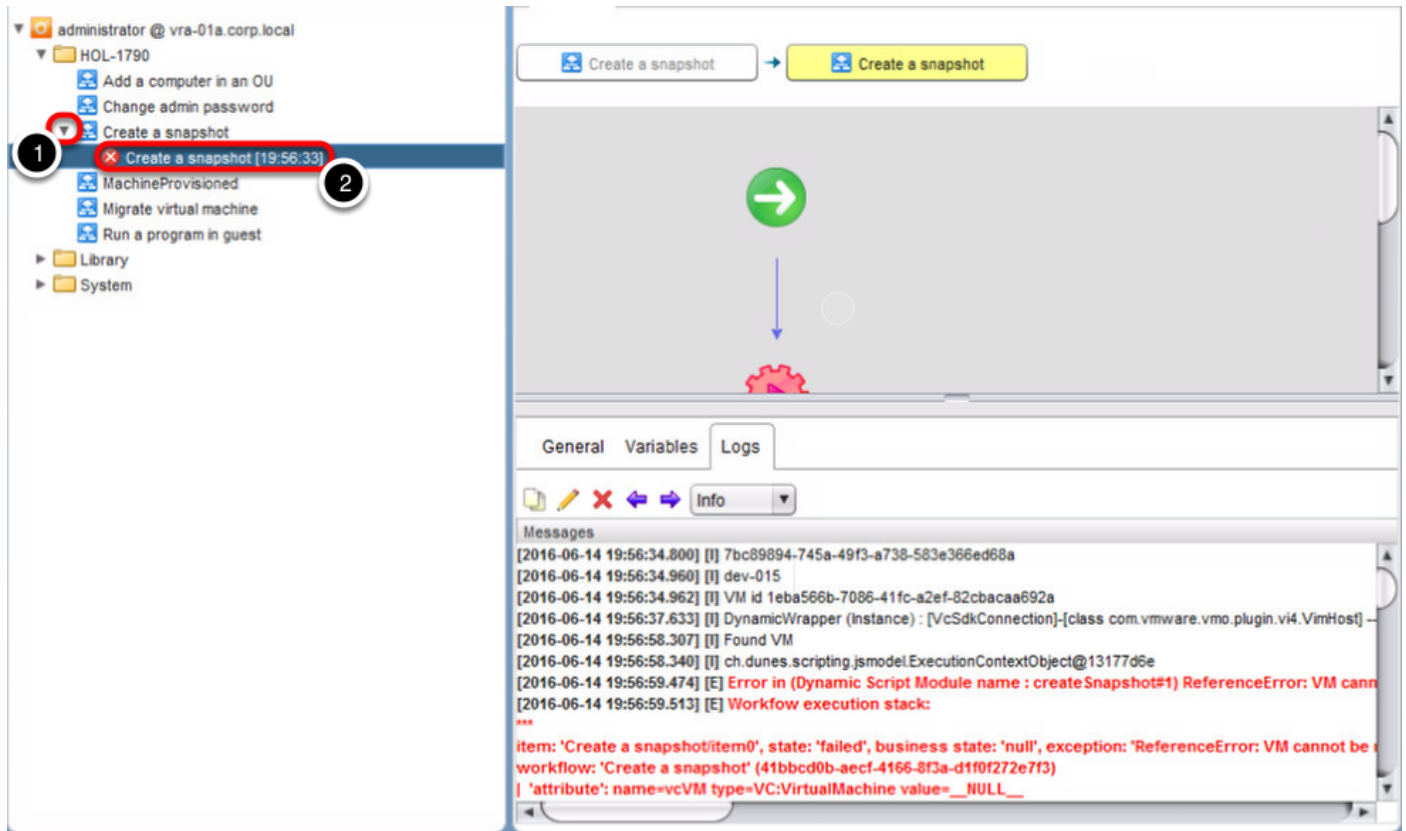 administrator @ vra-01a.corp.local
HOL-1790
Add a computer in an OU
Change admin password
Create a snapshot
1
Create a snapshot [19:56:33]
2
MachineProvisioned
Migrate virtual machine
Run a program in guest
Library
System
Create a snapshot
Create a snapshot
General Variables Logs
Info
Messages
[2016-06-14 19:56:34.800] [I] 7bc89894-745a-49f3-a738-583e366ed68a
[2016-06-14 19:56:34.960] [I] dev-015
[2016-06-14 19:56:34.962] [I] VM id 1eba566b-7086-41fc-a2ef-82cbacaa692a
[2016-06-14 19:56:37.633] [I] DynamicWrapper (Instance) : [VcSdkConnection]-[class com.vmware.vmo.plugin.vi4.VimHost] --
[2016-06-14 19:56:58.307] [I] Found VM
[2016-06-14 19:56:58.340] [I] ch.dunes.scripting.jsmodel.ExecutionContextObject@13177d6e
[2016-06-14 19:56:59.474] [E] Error in (Dynamic Script Module name : createSnapshot#1) ReferenceError: VM cann
[2016-06-14 19:56:59.513] [E] Workfow execution stack:
***
item: 'Create a snapshot/item0', state: 'failed', business state: 'null', exception: 'ReferenceError: VM cannot be
workflow: 'Create a snapshot' (41bbcd0b-aecf-4166-8f3a-d1f0f272e7f3)
| 'attribute': name=vcVM type=VC:VirtualMachine value=__NULL__